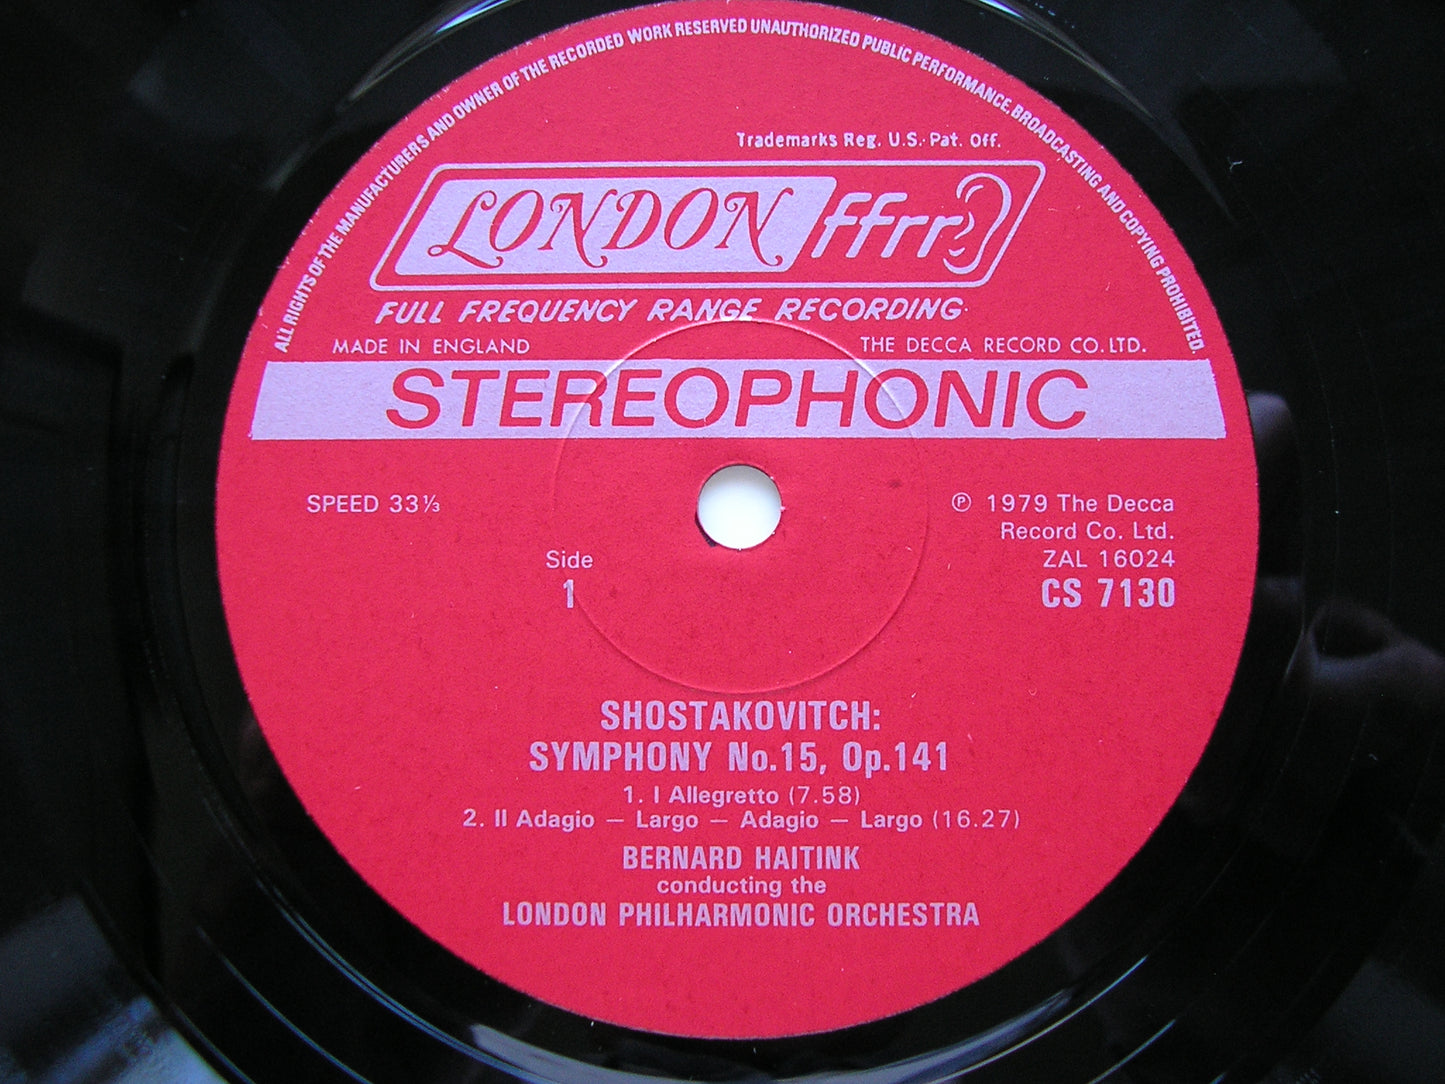 ALL RIGHTS OF THE MANUFACTURERS AND OWNER OF THE RECORDED WORK RESERVED UNAUTHORIZED PUBLIC PERFORMANCE, BROADCASTING AND COPYING PROHIBITED.
Trademarks Reg. U.S. Pat. Off.
LONDON ffrr
FULL FREQUENCY RANGE RECORDING
MADE IN ENGLAND THE DECCA RECORD CO. LTD.
STEREOPHONIC
SPEED 33⅓ ℗ 1979 The Decca
Record Co. Ltd.
Side ZAL 16024
1 CS 7130
SHOSTAKOVITCH:
SYMPHONY No.15, Op.141
1. I Allegretto (7.58)
2. II Adagio — Largo — Adagio — Largo (16.27)
BERNARD HAITINK
conducting the
LONDON PHILHARMONIC ORCHESTRA